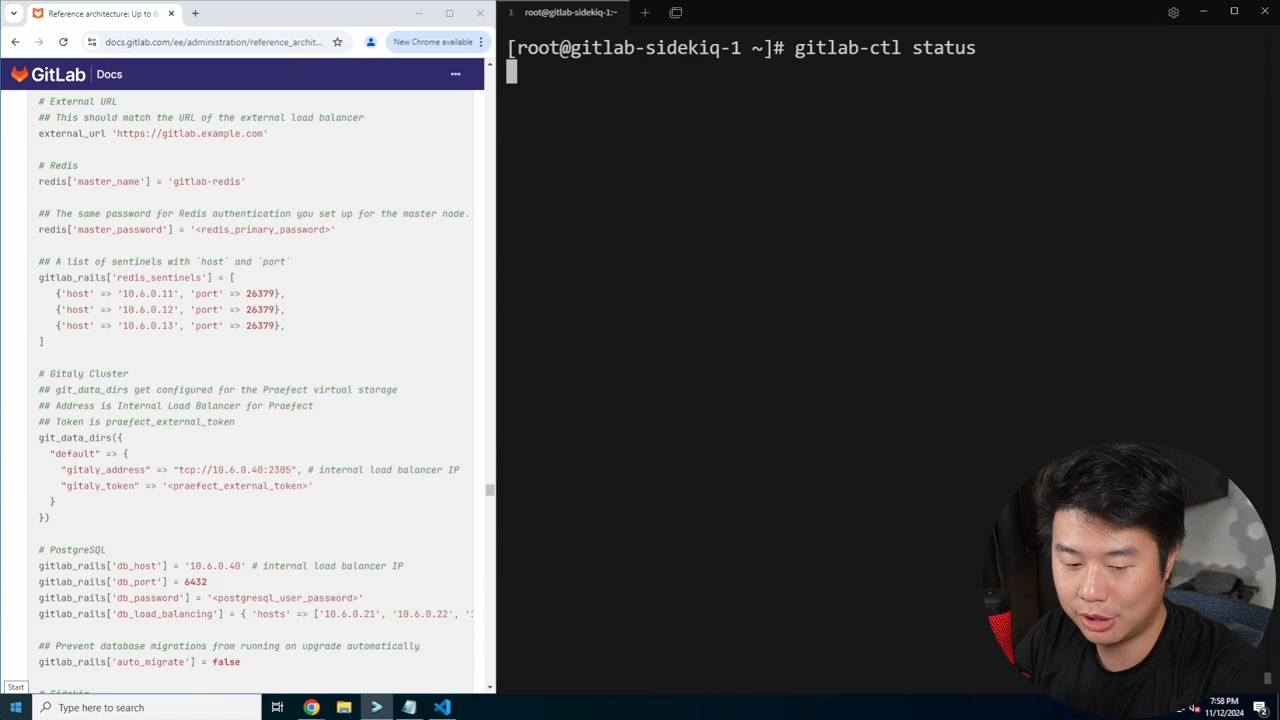 Reference architecture: Up to 6
docs.gitlab.com/ee/administration/reference_archit...
New Chrome available
GitLab Docs
# External URL
## This should match the URL of the external load balancer
external_url 'https://gitlab.example.com'
# Redis
redis['master_name'] = 'gitlab-redis'
## The same password for Redis authentication you set up for the master node.
redis['master_password'] = '<redis_primary_password>'
## A list of sentinels with `host` and `port`
gitlab_rails['redis_sentinels'] = [
{'host' => '10.6.0.11', 'port' => 26379},
{'host' => '10.6.0.12', 'port' => 26379},
{'host' => '10.6.0.13', 'port' => 26379},
]
# Gitaly Cluster
## git_data_dirs get configured for the Praefect virtual storage
## Address is Internal Load Balancer for Praefect
## Token is praefect_external_token
git_data_dirs({
"default" => {
"gitaly_address" => "tcp://10.6.0.40:2305", # internal load balancer IP
"gitaly_token" => '<praefect_external_token>'
}
})
# PostgreSQL
gitlab_rails['db_host'] = '10.6.0.40' # internal load balancer IP
gitlab_rails['db_port'] = 6432
gitlab_rails['db_password'] = '<postgresql_user_password>'
gitlab_rails['db_load_balancing'] = { 'hosts' => ['10.6.0.21', '10.6.0.22',
## Prevent database migrations from running on upgrade automatically
gitlab_rails['auto_migrate'] = false
# Sidekiq
Start
Type here to search
1 root@gitlab-sidekiq-1:~
[root@gitlab-sidekiq-1 ~]# gitlab-ctl status
7:58 PM
11/12/2024
2